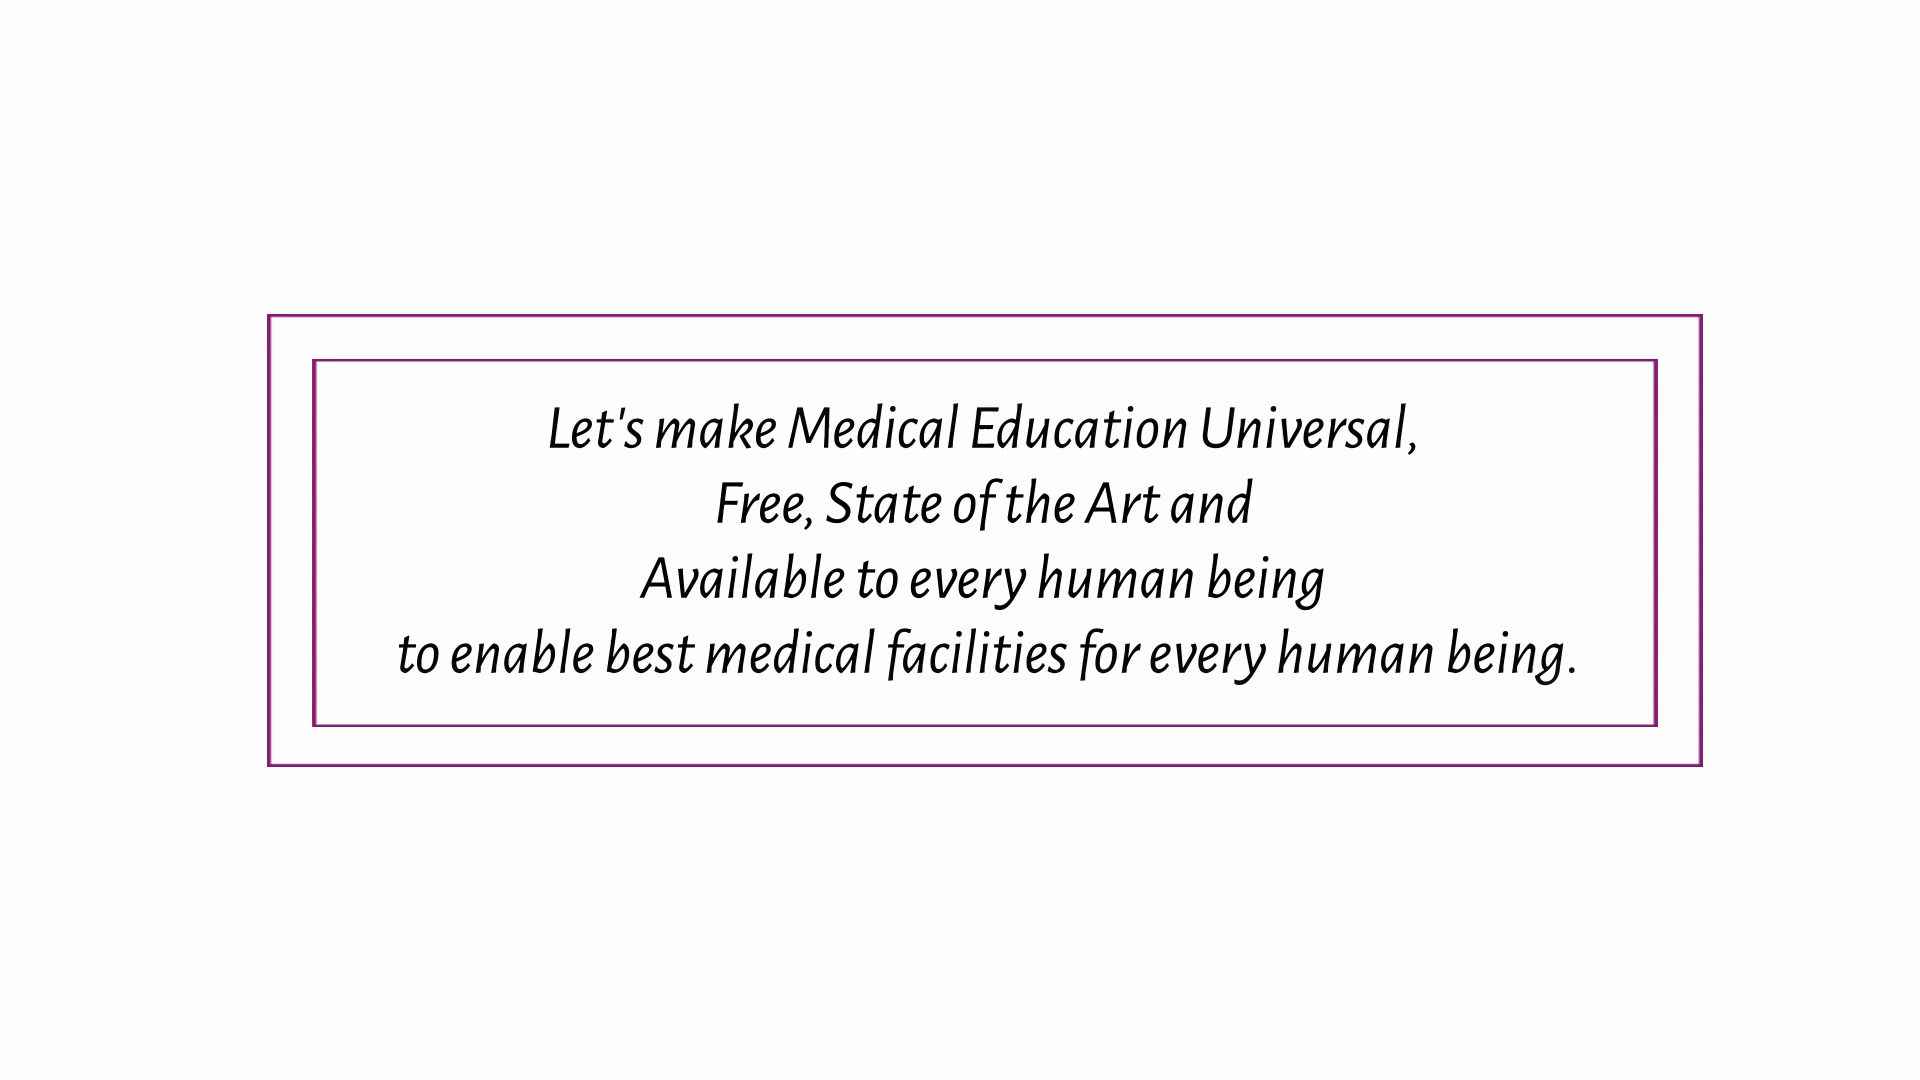 Let's make Medical Education Universal,
Free, State of the Art and
Available to every human being
to enable best medical facilities for every human being.